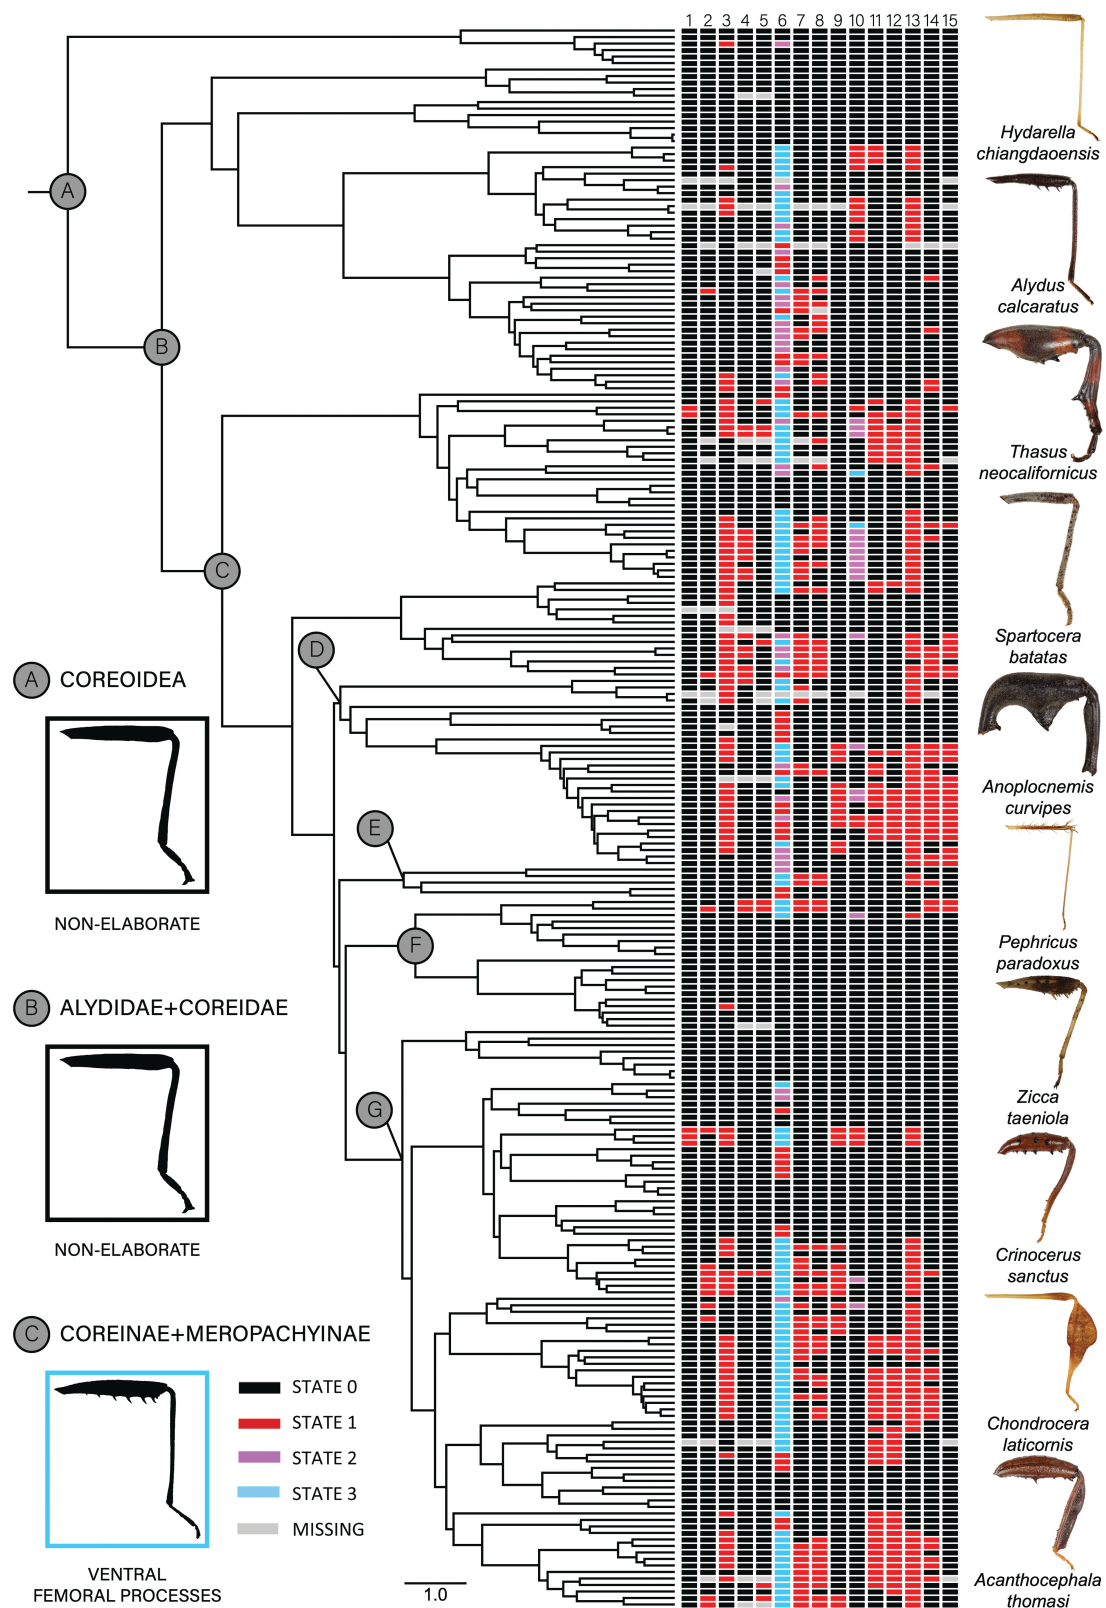 1 2 3 4 5 6 7 8 9 10 11 12 13 14 15
Hydarella
chiangdaoensis
A
Alydus
calcaratus
B
Thasus
neocalifornicus
C
Spartocera
batatas
D
A COREOIDEA
Anoplocnemis
curvipes
E
NON-ELABORATE
Pephricus
paradoxus
F
B ALYDIDAE+COREIDAE
Zicca
taeniola
G
NON-ELABORATE
Crinocerus
sanctus
C COREINAE+MEROPACHYINAE
STATE 0
STATE 1
Chondrocera
laticornis
STATE 2
STATE 3
MISSING
VENTRAL
FEMORAL PROCESSES
1.0
Acanthocephala
thomasi